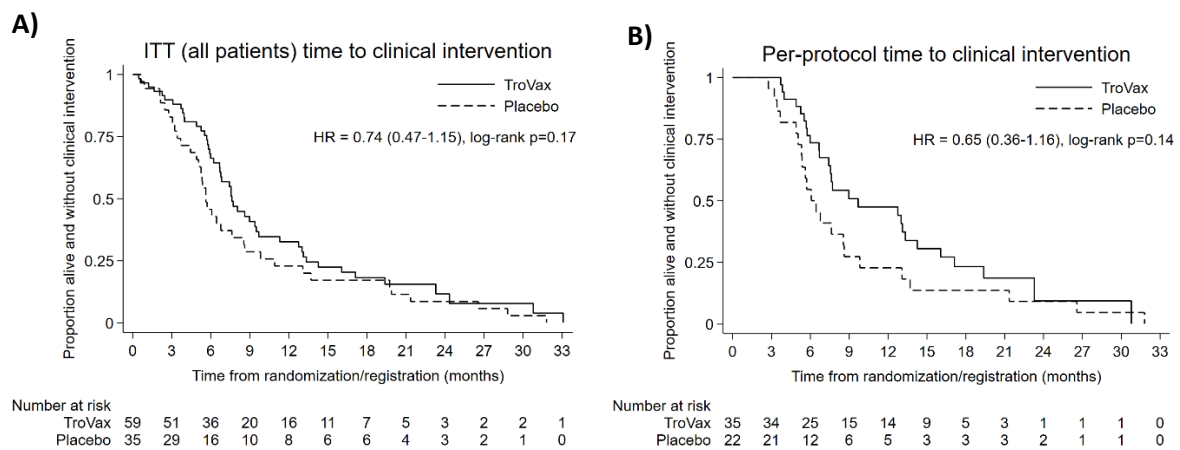 A)
ITT (all patients) time to clinical intervention
Proportion alive and without clinical intervention
1
0.75
0.5
0.25
0
TroVax
Placebo
HR = 0.74 (0.47-1.15), log-rank p=0.17
0 3 6 9 12 15 18 21 24 27 30 33
Time from randomization/registration (months)
Number at risk
TroVax 59 51 36 20 16 11 7 5 3 2 2 1
Placebo 35 29 16 10 8 6 6 4 3 2 1 0
B)
Per-protocol time to clinical intervention
Proportion alive and without clinical intervention
1
0.75
0.5
0.25
0
TroVax
Placebo
HR = 0.65 (0.36-1.16), log-rank p=0.14
0 3 6 9 12 15 18 21 24 27 30 33
Time from randomization/registration (months)
Number at risk
TroVax 35 34 25 15 14 9 5 3 1 1 1 0
Placebo 22 21 12 6 5 3 3 3 2 1 1 0